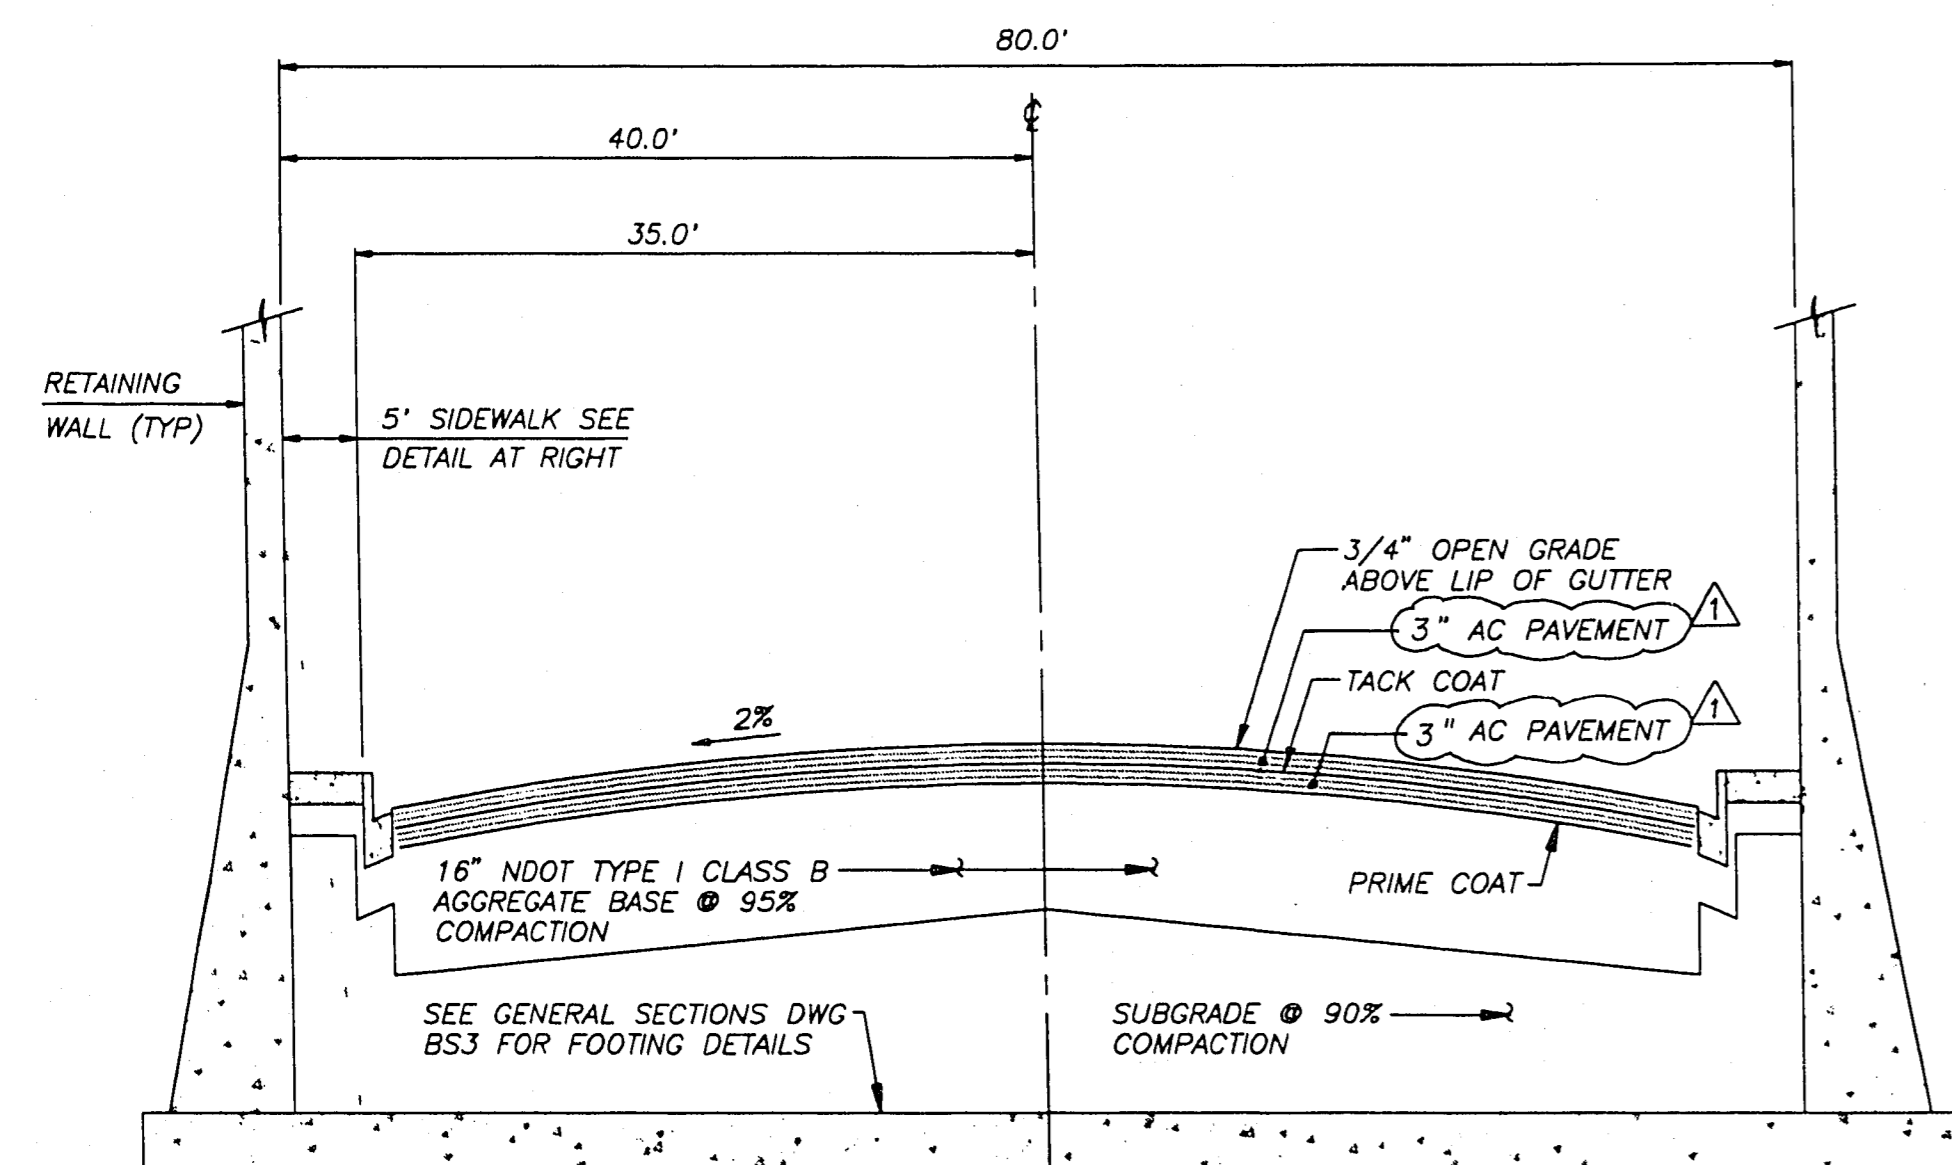 80.0'
℄
40.0'
35.0'
RETAINING
WALL (TYP)
5' SIDEWALK SEE
DETAIL AT RIGHT
3/4" OPEN GRADE
ABOVE LIP OF GUTTER
3" AC PAVEMENT
1
TACK COAT
3" AC PAVEMENT
1
2%
16" NDOT TYPE I CLASS B
AGGREGATE BASE @ 95%
COMPACTION
PRIME COAT
SEE GENERAL SECTIONS DWG
BS3 FOR FOOTING DETAILS
SUBGRADE @ 90%
COMPACTION